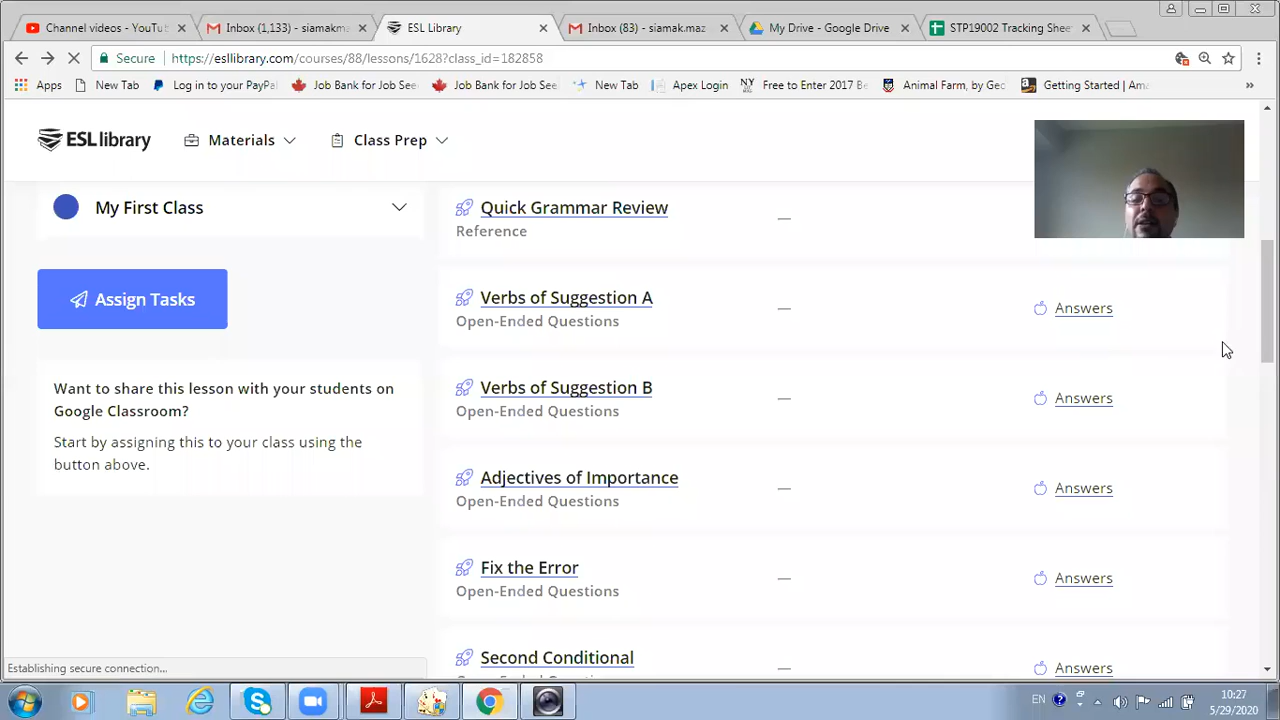 Channel videos - YouTu
Inbox (1,133) - siamakm
ESL Library
Inbox (83) - siamak.maz
My Drive - Google Drive
STP19002 Tracking Shee
Secure
https://esllibrary.com/courses/88/lessons/1628?class_id=182858
Apps
New Tab
Log in to your PayPal
Job Bank for Job See
Job Bank for Job See
New Tab
Apex Login
NY
Free to Enter 2017 Be
Animal Farm, by Geo
Getting Started | Am
»
ESL library
Materials
Class Prep
My First Class
Assign Tasks
Want to share this lesson with your students on
Google Classroom?
Start by assigning this to your class using the
button above.
Quick Grammar Review
Reference
—
Verbs of Suggestion A
Open-Ended Questions
—
Answers
Verbs of Suggestion B
Open-Ended Questions
—
Answers
Adjectives of Importance
Open-Ended Questions
—
Answers
Fix the Error
Open-Ended Questions
—
Answers
Second Conditional
—
Answers
Establishing secure connection...
EN
10:27
5/29/2020